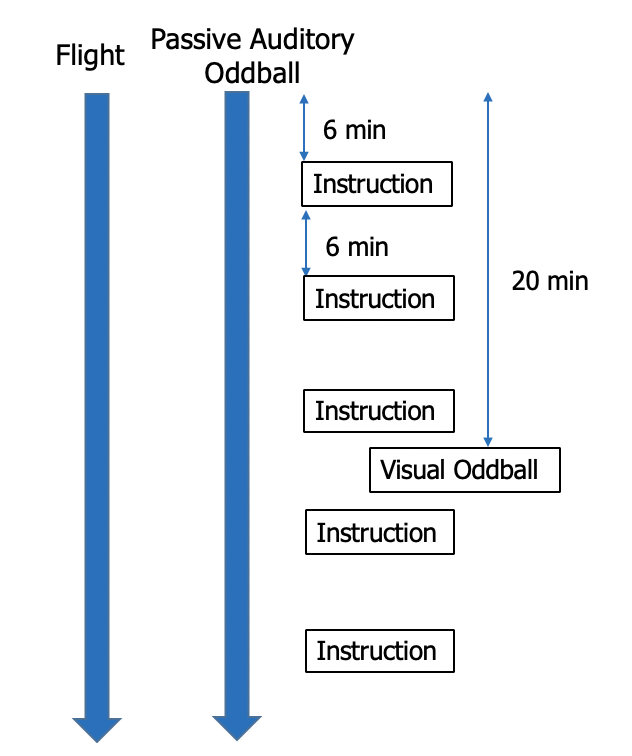 Flight
Passive Auditory
Oddball
6 min
Instruction
6 min
20 min
Instruction
Instruction
Visual Oddball
Instruction
Instruction